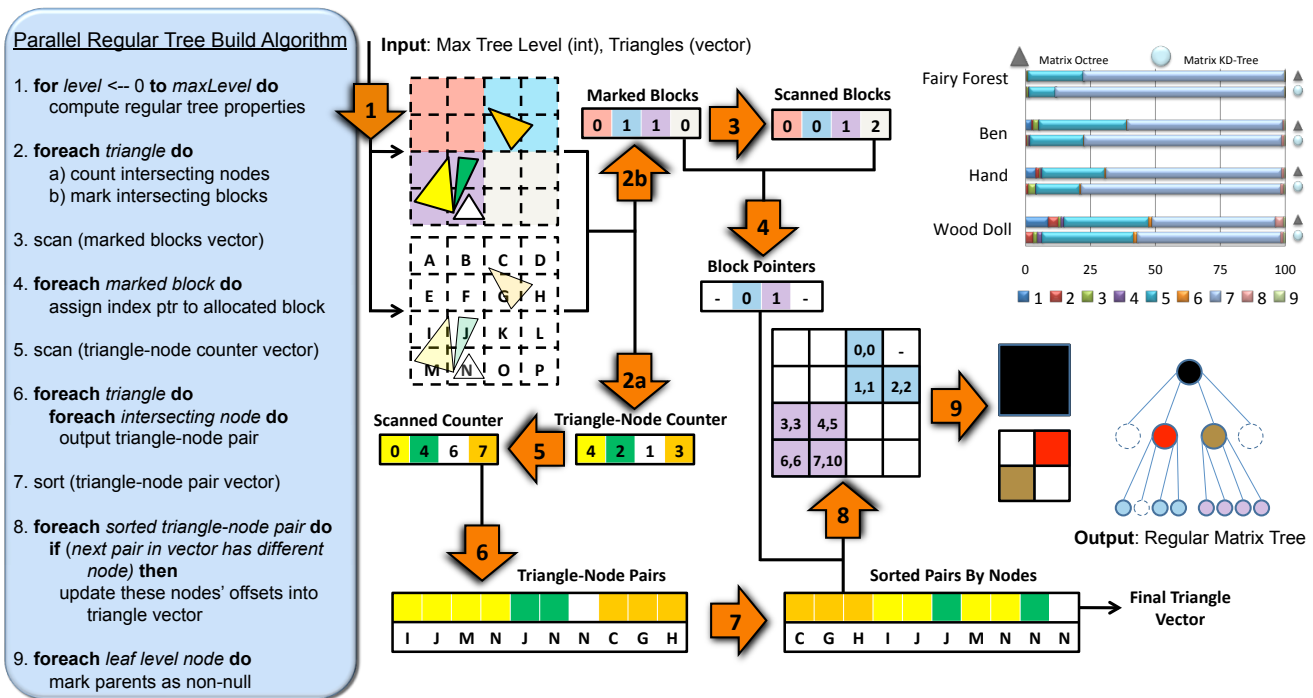 Parallel Regular Tree Build Algorithm
1. for level <-- 0 to maxLevel do
compute regular tree properties
2. foreach triangle do
a) count intersecting nodes
b) mark intersecting blocks
3. scan (marked blocks vector)
4. foreach marked block do
assign index ptr to allocated block
5. scan (triangle-node counter vector)
6. foreach triangle do
foreach intersecting node do
output triangle-node pair
7. sort (triangle-node pair vector)
8. foreach sorted triangle-node pair do
if (next pair in vector has different
node) then
update these nodes' offsets into
triangle vector
9. foreach leaf level node do
mark parents as non-null
Input: Max Tree Level (int), Triangles (vector)
1
Marked Blocks
0 1 1 0
3
Scanned Blocks
0 0 1 2
2b
4
A B C D
E F G H
I J K L
M N O P
Block Pointers
- 0 1 -
2a
Scanned Counter
0 4 6 7
5
Triangle-Node Counter
4 2 1 3
0,0 -
1,1 2,2
3,3 4,5
6,6 7,10
9
8
6
Triangle-Node Pairs
I J M N J N N C G H
7
Sorted Pairs By Nodes
C G H I J J M N N N
Final Triangle
Vector
Matrix Octree
Matrix KD-Tree
Fairy Forest
Ben
Hand
Wood Doll
0 25 50 75 100
1 2 3 4 5 6 7 8 9
Output: Regular Matrix Tree